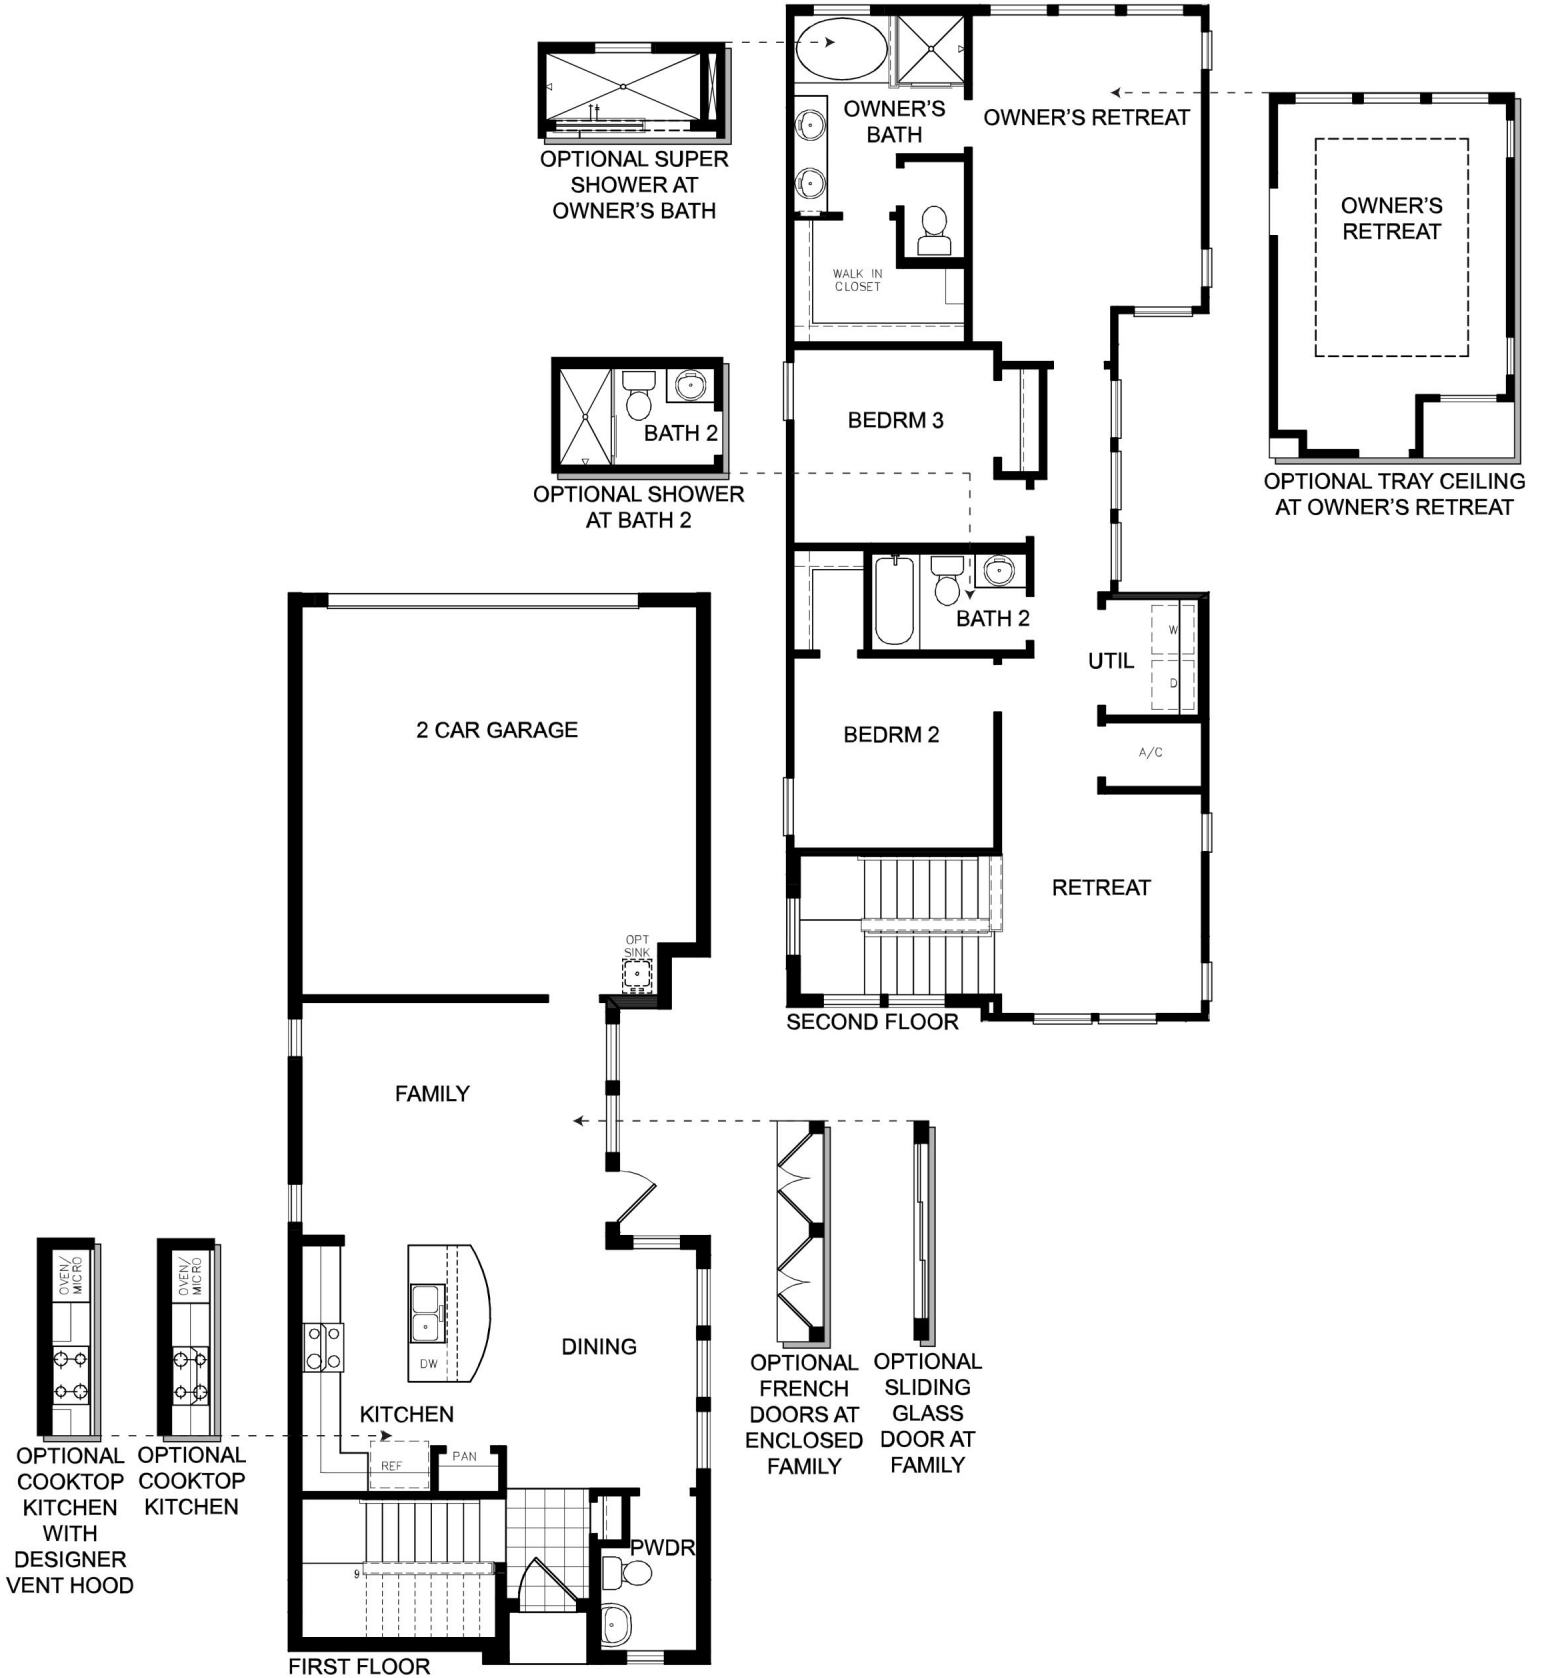 OPTIONAL SUPER
SHOWER AT
OWNER'S BATH
OWNER'S
BATH
OWNER'S RETREAT
WALK IN
CLOSET
OWNER'S
RETREAT
OPTIONAL TRAY CEILING
AT OWNER'S RETREAT
BATH 2
OPTIONAL SHOWER
AT BATH 2
BEDRM 3
BATH 2
UTIL
W
D
BEDRM 2
A/C
RETREAT
SECOND FLOOR
2 CAR GARAGE
OPT
SINK
FAMILY
DINING
DW
KITCHEN
REF
PAN
PWDR
9
FIRST FLOOR
OVEN/
MICRO
OPTIONAL
COOKTOP
KITCHEN
WITH
DESIGNER
VENT HOOD
OVEN/
MICRO
OPTIONAL
COOKTOP
KITCHEN
OPTIONAL
FRENCH
DOORS AT
ENCLOSED
FAMILY
OPTIONAL
SLIDING
GLASS
DOOR AT
FAMILY